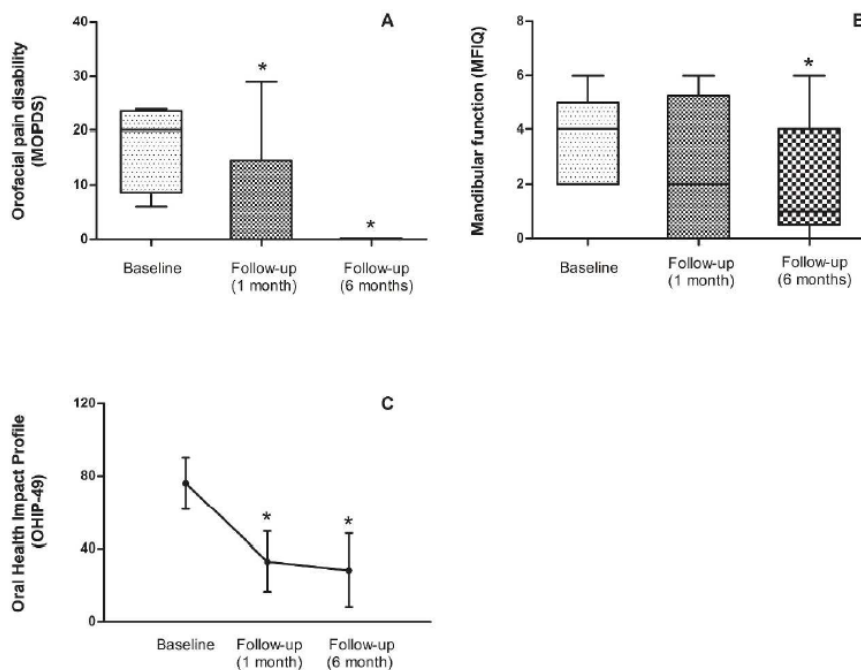 A
Orofacial pain disability
(MOPDS)
40
30
20
10
0
*
*
Baseline
Follow-up
(1 month)
Follow-up
(6 months)
B
Mandibular function (MFIQ)
8
6
4
2
0
*
Baseline
Follow-up
(1 month)
Follow-up
(6 months)
C
Oral Health Impact Profile
(OHIP-49)
120
80
40
0
*
*
Baseline
Follow-up
(1 month)
Follow-up
(6 month)